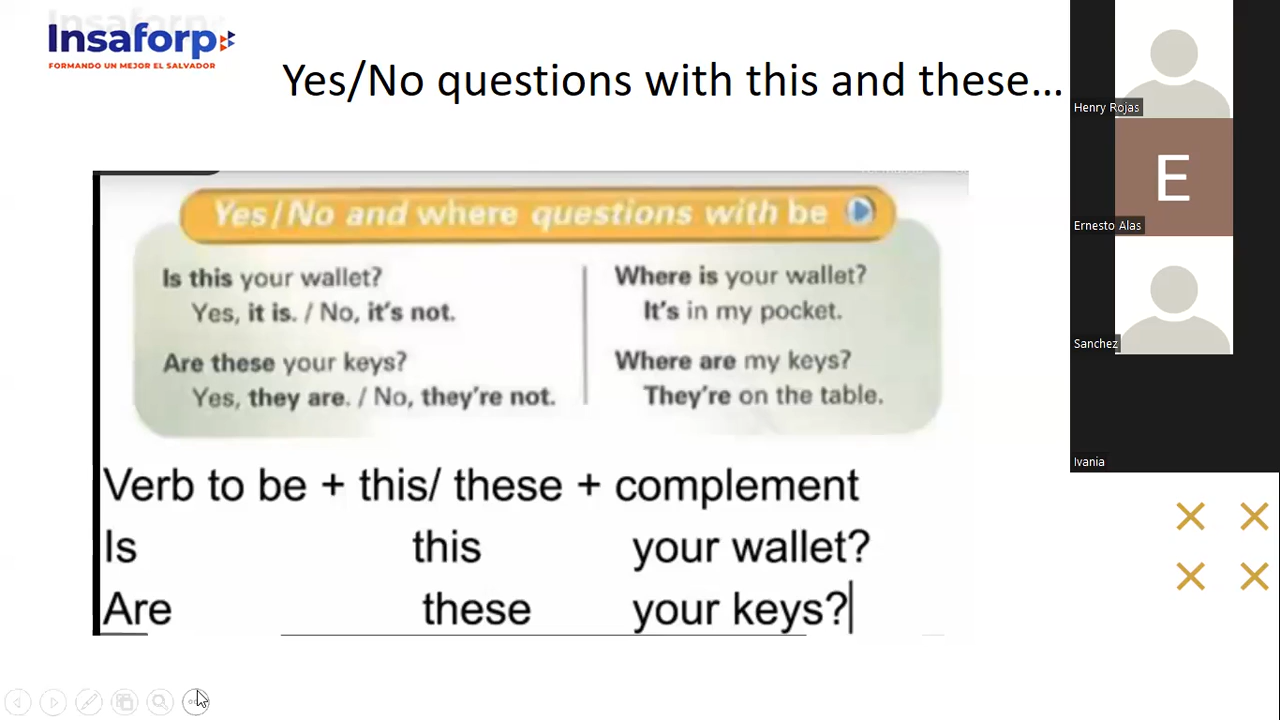 Insaforp
FORMANDO UN MEJOR EL SALVADOR
Yes/No questions with this and these...
Yes/No and where questions with be
Is this your wallet?
Yes, it is. / No, it's not.
Are these your keys?
Yes, they are. / No, they're not.
Where is your wallet?
It's in my pocket.
Where are my keys?
They're on the table.
Verb to be + this/ these + complement
Is this your wallet?
Are these your keys?
Henry Rojas
E
Ernesto Alas
Sanchez
Ivania